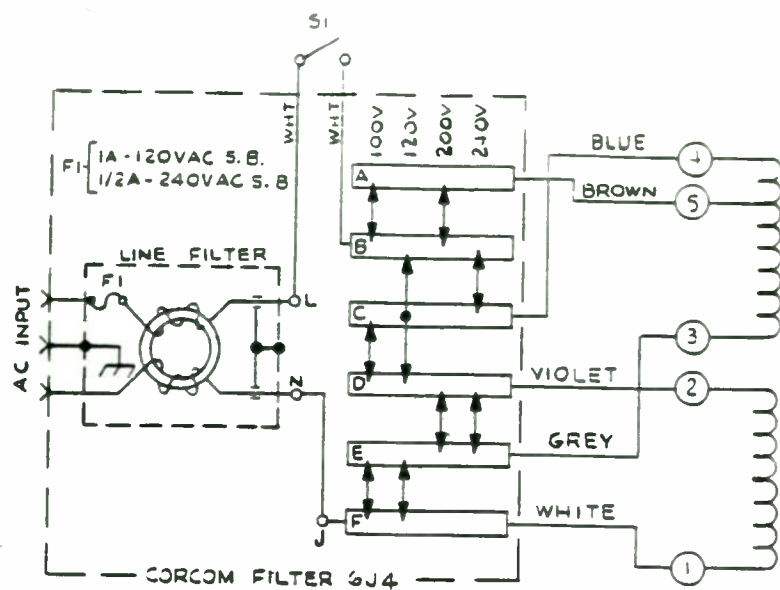 S1
WHT
WHT
100V
120V
200V
240V
F1 { 1A-120VAC S.B.
1/2A-240VAC S.B
A
BLUE
4
BROWN
5
LINE FILTER
F1
B
L
C
3
AC INPUT
D
VIOLET
2
N
E
GREY
J
F
WHITE
1
CORCOM FILTER 6J4